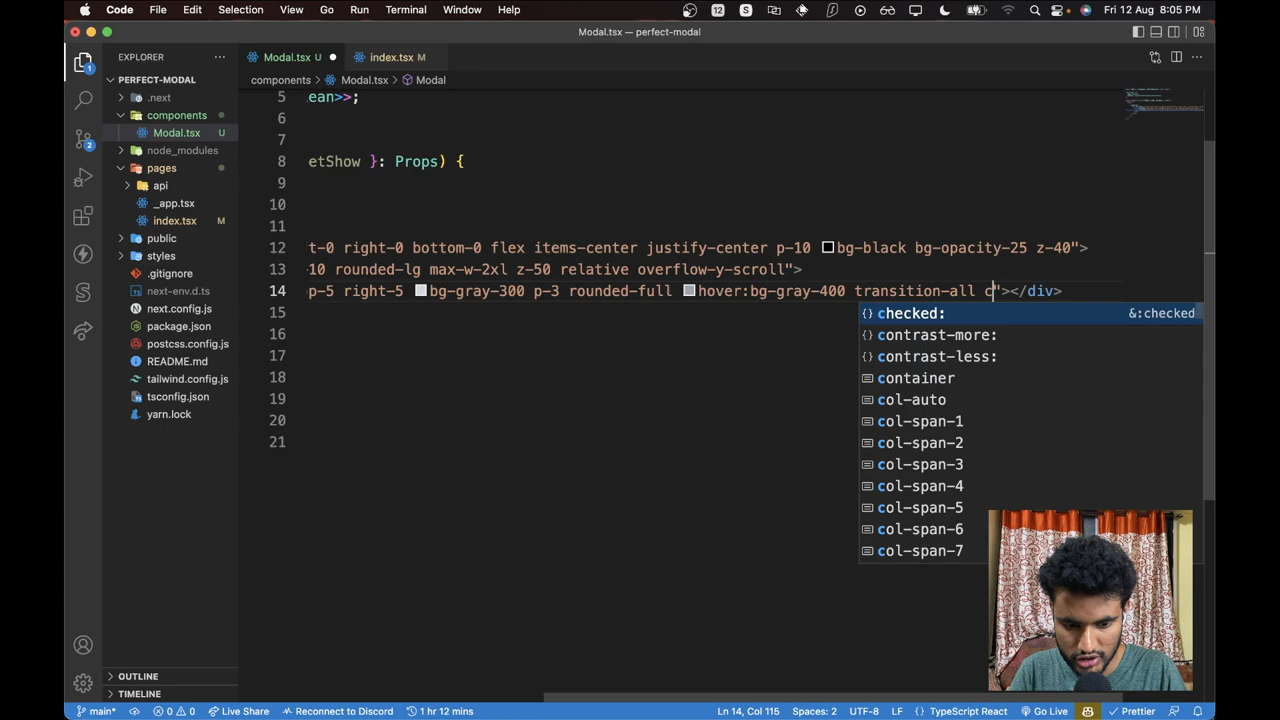 Code File Edit Selection View Go Run Terminal Window Help 12 S Fri 12 Aug 8:05 PM
Modal.tsx — perfect-modal
EXPLORER
Modal.tsx U
index.tsx M
PERFECT-MODAL
components
Modal.tsx
Modal
.next
components
Modal.tsx U
node_modules
pages
api
_app.tsx
index.tsx M
public
styles
.gitignore
next-env.d.ts
next.config.js
package.json
postcss.config.js
README.md
tailwind.config.js
tsconfig.json
yarn.lock
OUTLINE
TIMELINE
1
2
5 ean>>;
6
7
8 etShow }: Props) {
9
10
11
12 t-0 right-0 bottom-0 flex items-center justify-center p-10 bg-black bg-opacity-25 z-40">
13 10 rounded-lg max-w-2xl z-50 relative overflow-y-scroll">
14 p-5 right-5 bg-gray-300 p-3 rounded-full hover:bg-gray-400 transition-all c"></div>
15
16
17
18
19
20
21
checked: &:checked
contrast-more:
contrast-less:
container
col-auto
col-span-1
col-span-2
col-span-3
col-span-4
col-span-5
col-span-6
col-span-7
main* 0 0 Live Share Reconnect to Discord 1 hr 12 mins Ln 14, Col 115 Spaces: 2 UTF-8 LF {} TypeScript React Go Live Prettier